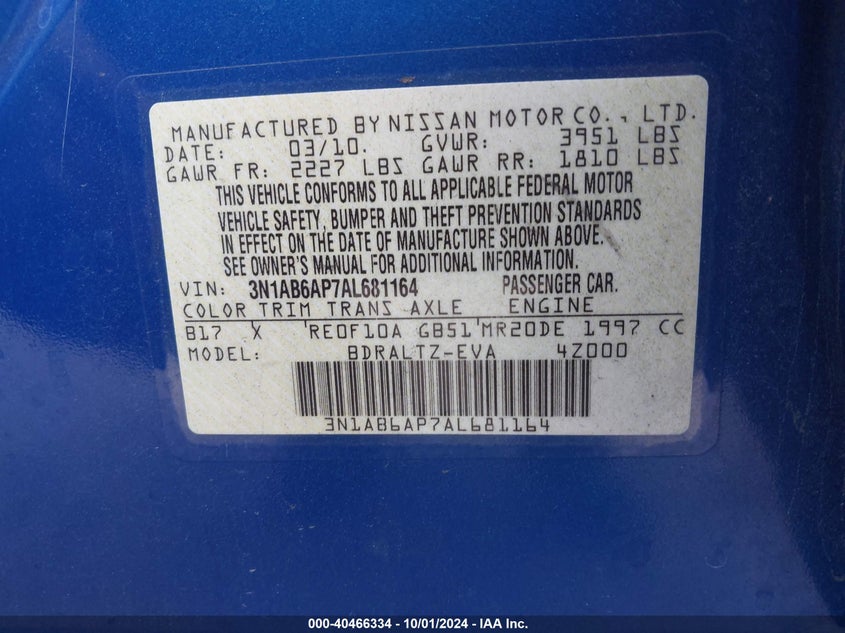 MANUFACTURED BY NISSAN MOTOR CO., LTD.
DATE: 03/10. GVWR: 3951 LBS
GAWR FR: 2227 LBS GAWR RR: 1810 LBS
THIS VEHICLE CONFORMS TO ALL APPLICABLE FEDERAL MOTOR
VEHICLE SAFETY, BUMPER AND THEFT PREVENTION STANDARDS
IN EFFECT ON THE DATE OF MANUFACTURE SHOWN ABOVE.
SEE OWNER'S MANUAL FOR ADDITIONAL INFORMATION.
VIN: 3N1AB6AP7AL681164 PASSENGER CAR.
COLOR TRIM TRANS AXLE ENGINE
B17 X RE0F10A GB51 MR20DE 1997 CC
MODEL: BDRALTZ-EVA 4Z000
3N1AB6AP7AL681164
000-40466334 - 10/01/2024 - IAA Inc.